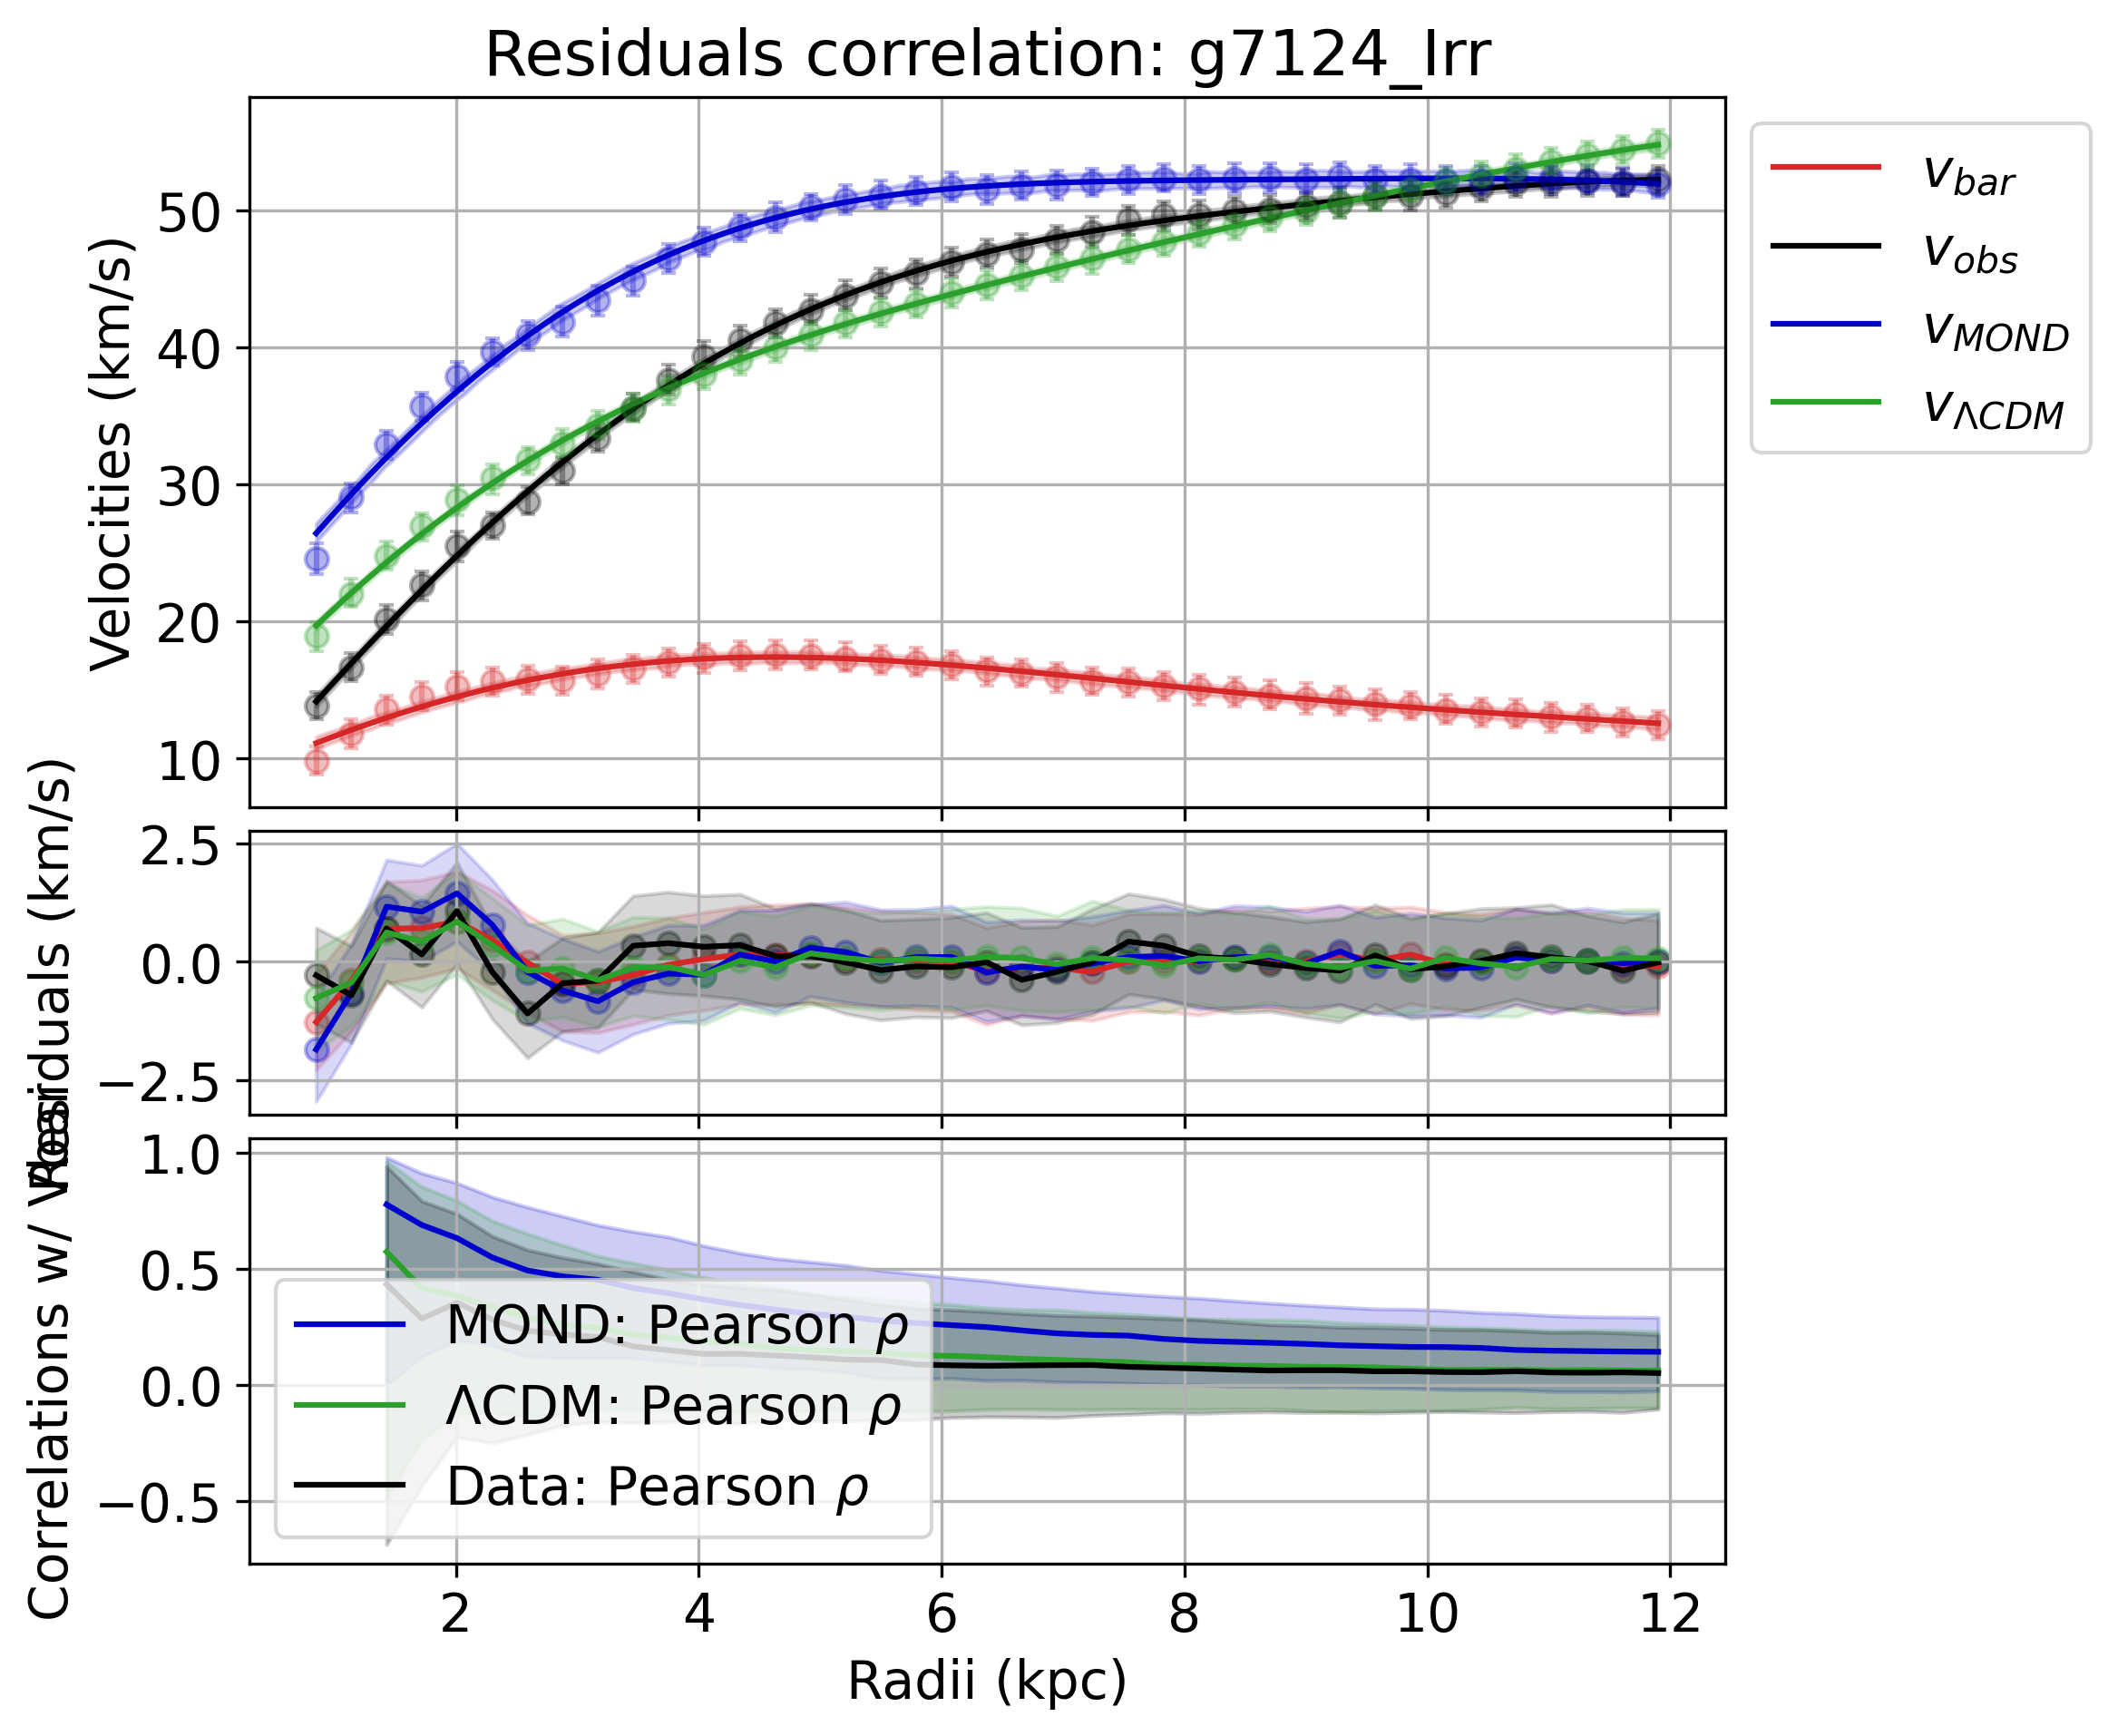 Residuals correlation: g7124_Irr
Velocities (km/s)
50
40
30
20
10
v_bar
v_obs
v_MOND
v_ΛCDM
Residuals (km/s)
2.5
0.0
−2.5
Correlations w/ Vbar
1.0
0.5
0.0
−0.5
MOND: Pearson ρ
ΛCDM: Pearson ρ
Data: Pearson ρ
2 4 6 8 10 12
Radii (kpc)